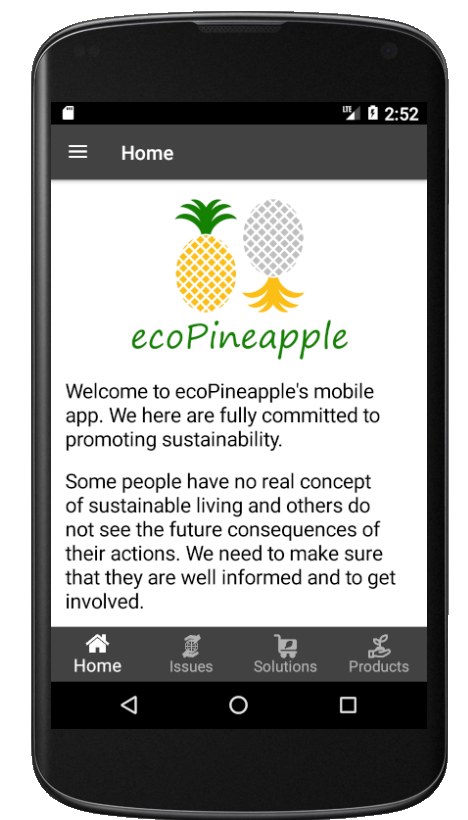 LTE 2:52
Home
ecoPineapple
Welcome to ecoPineapple's mobile
app. We here are fully committed to
promoting sustainability.
Some people have no real concept
of sustainable living and others do
not see the future consequences of
their actions. We need to make sure
that they are well informed and to get
involved.
Home Issues Solutions Products